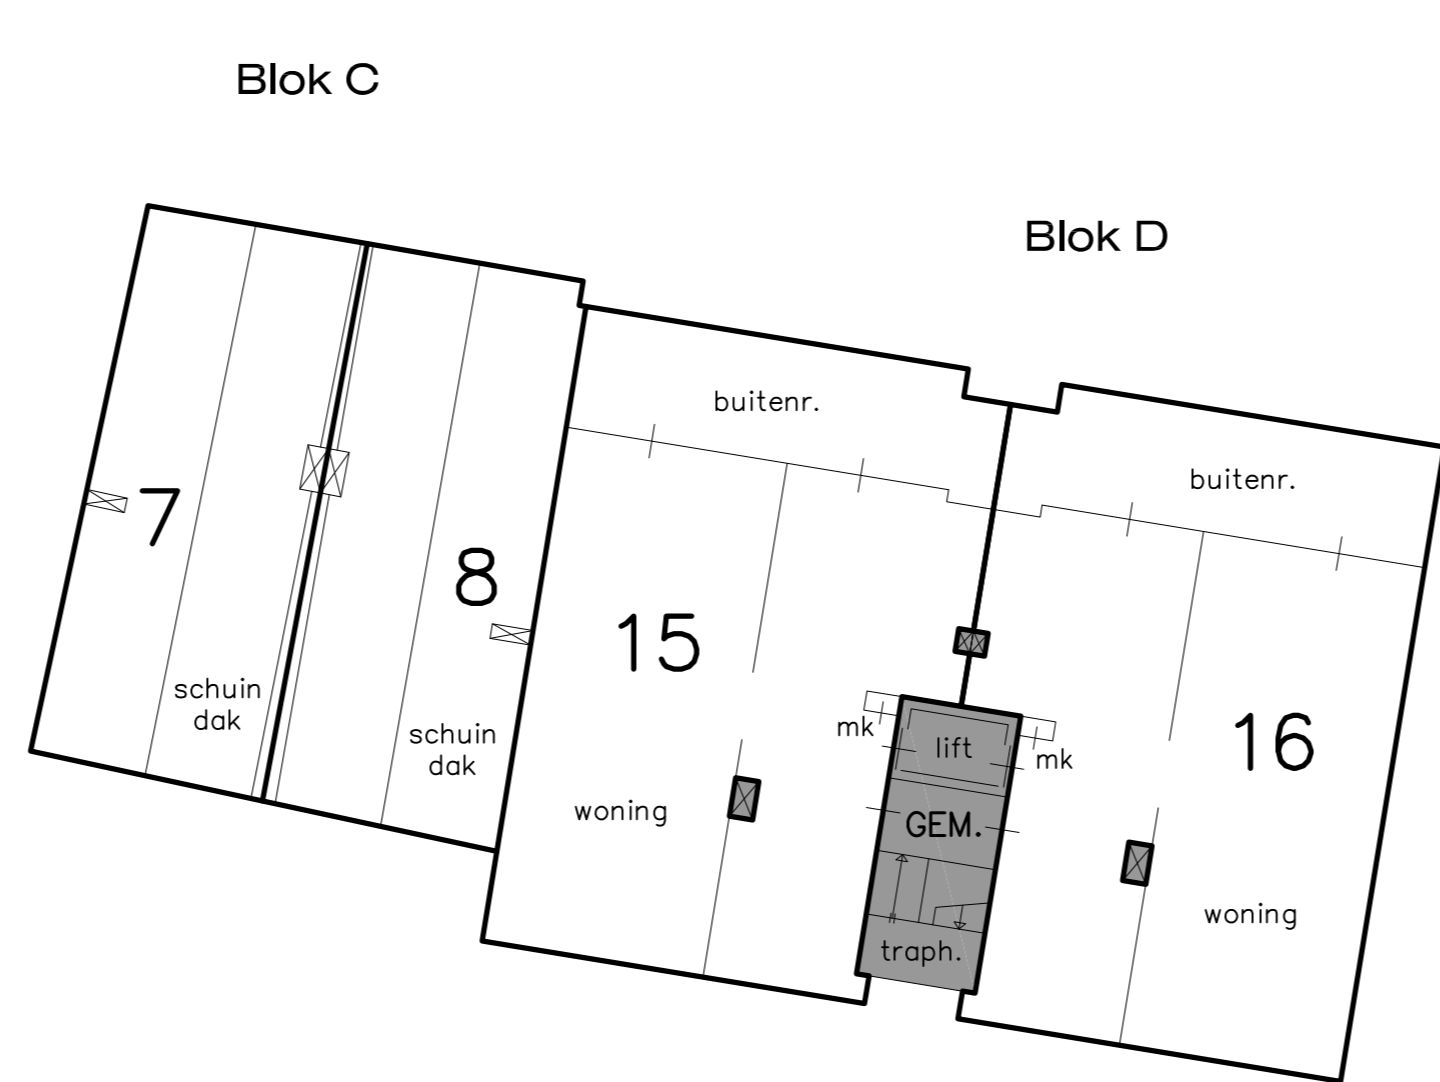 Blok C
Blok D
buitenr.
buitenr.
7
8
15
16
schuin
dak
schuin
dak
mk
lift
mk
woning
GEM.
woning
traph.